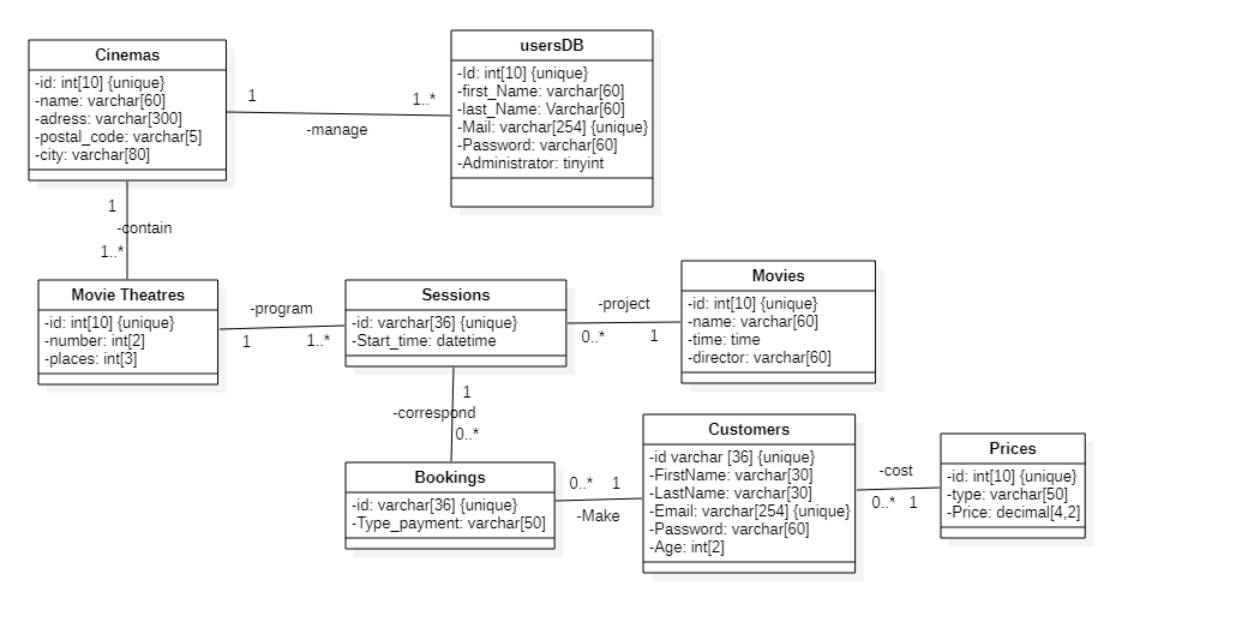 Cinemas
-id: int[10] {unique}
-name: varchar[60]
-adress: varchar[300]
-postal_code: varchar[5]
-city: varchar[80]
1
1..*
-manage
usersDB
-Id: int[10] {unique}
-first_Name: varchar[60]
-last_Name: Varchar[60]
-Mail: varchar[254] {unique}
-Password: varchar[60]
-Administrator: tinyint
1
-contain
1..*
Movie Theatres
-id: int[10] {unique}
-number: int[2]
-places: int[3]
-program
1
1..*
Sessions
-id: varchar[36] {unique}
-Start_time: datetime
-project
0..*
1
Movies
-id: int[10] {unique}
-name: varchar[60]
-time: time
-director: varchar[60]
1
-correspond
0..*
Bookings
-id: varchar[36] {unique}
-Type_payment: varchar[50]
0..*
1
-Make
Customers
-id varchar [36] {unique}
-FirstName: varchar[30]
-LastName: varchar[30]
-Email: varchar[254] {unique}
-Password: varchar[60]
-Age: int[2]
-cost
0..*
1
Prices
-id: int[10] {unique}
-type: varchar[50]
-Price: decimal[4,2]